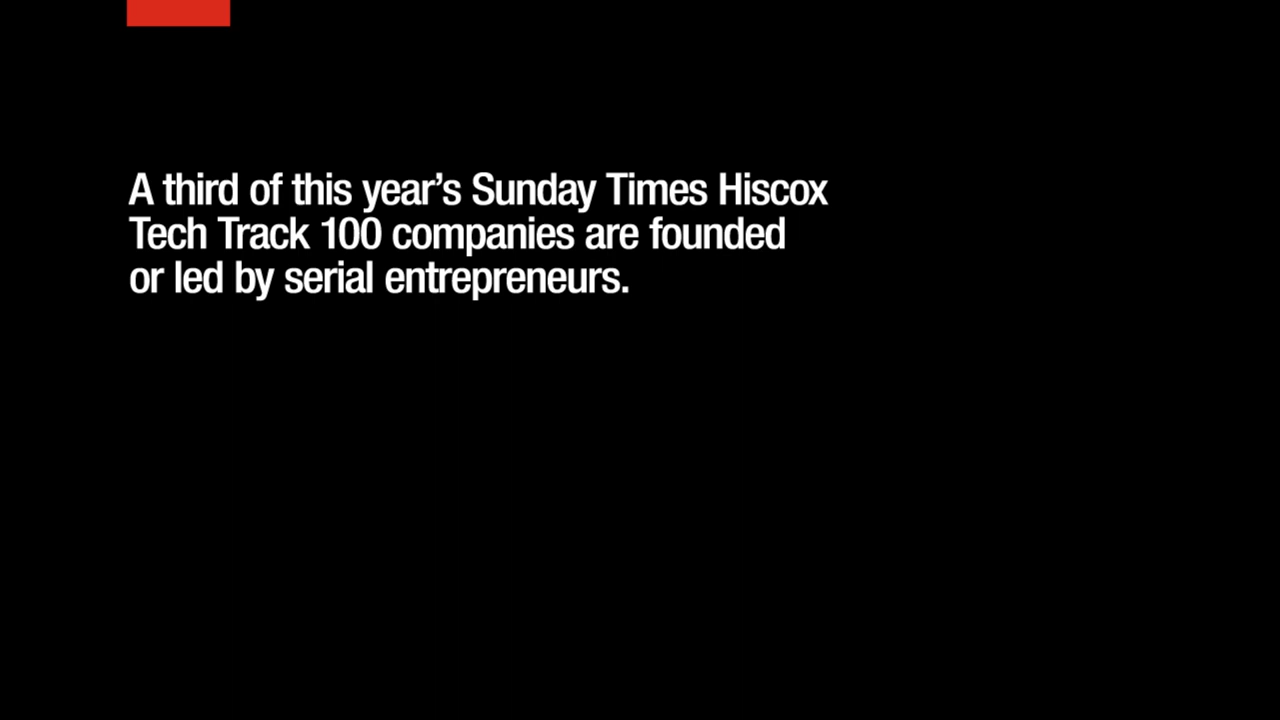 A third of this year’s Sunday Times Hiscox
Tech Track 100 companies are founded
or led by serial entrepreneurs.